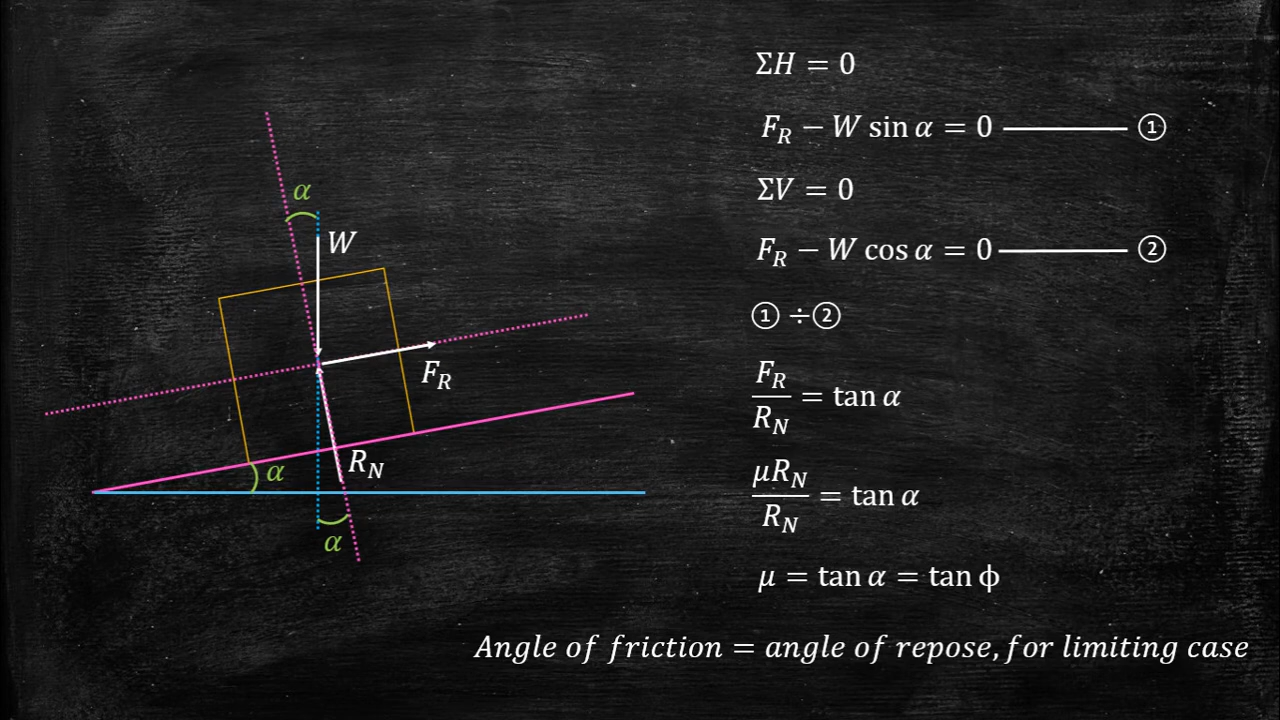 α
W
F_R
R_N
α
α
ΣH = 0
F_R − W sin α = 0 ①
ΣV = 0
F_R − W cos α = 0 ②
① ÷ ②
F_R / R_N = tan α
μR_N / R_N = tan α
μ = tan α = tan ϕ
Angle of friction = angle of repose, for limiting case